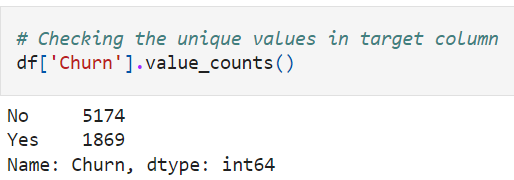 # Checking the unique values in target column
df['Churn'].value_counts()
No 5174
Yes 1869
Name: Churn, dtype: int64